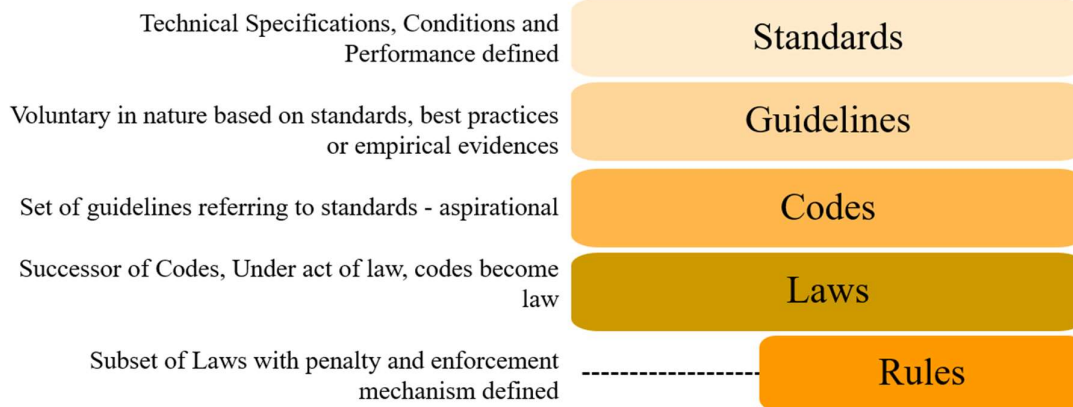 Technical Specifications, Conditions and
Performance defined
Standards
Voluntary in nature based on standards, best practices
or empirical evidences
Guidelines
Set of guidelines referring to standards - aspirational
Codes
Successor of Codes, Under act of law, codes become
law
Laws
Subset of Laws with penalty and enforcement
mechanism defined
Rules